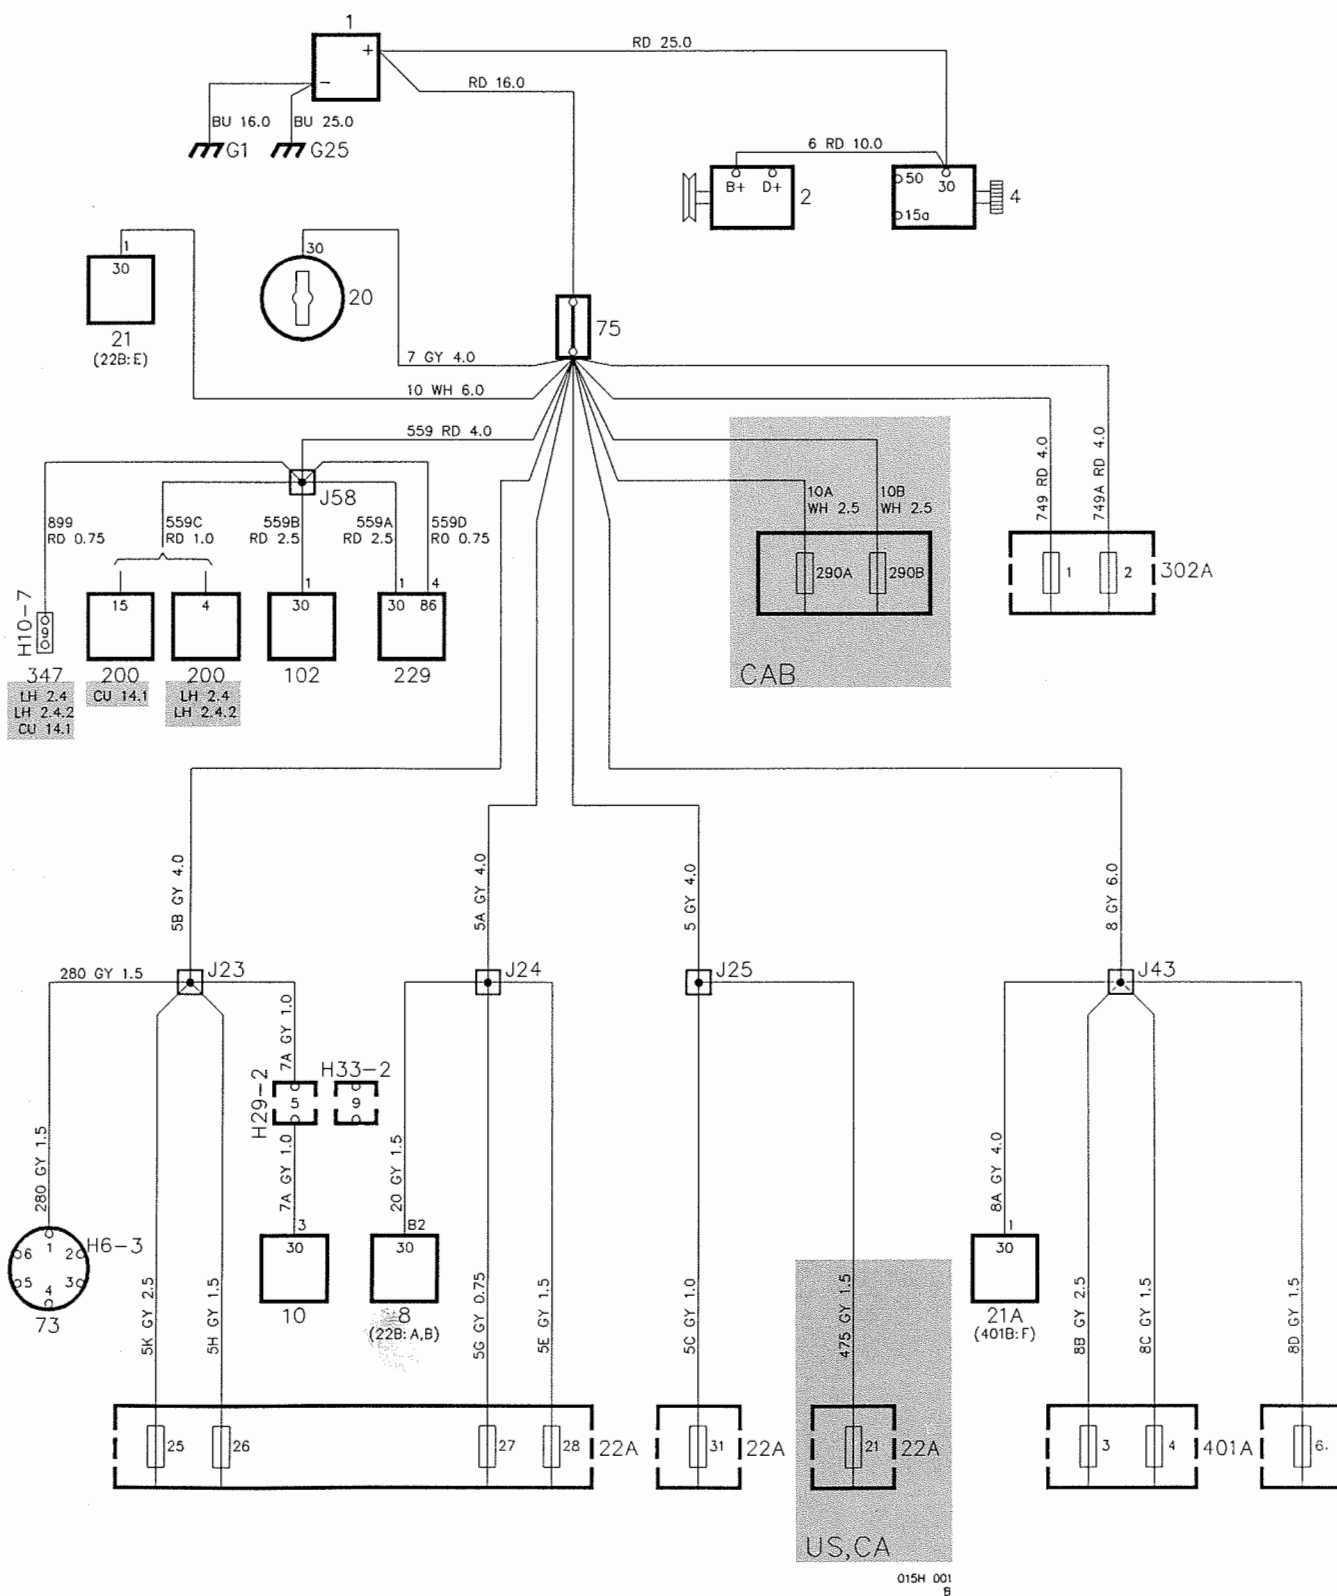 1
+
RD 25.0
RD 16.0
−
BU 16.0
BU 25.0
G1
G25
6 RD 10.0
B+
D+
2
50
30
15a
4
1
30
21
(22B:E)
30
20
75
7 GY 4.0
10 WH 6.0
559 RD 4.0
J58
899
RD 0.75
559C
RD 1.0
559B
RD 2.5
559A
RD 2.5
559D
RD 0.75
10A
WH 2.5
10B
WH 2.5
749 RD 4.0
749A RD 4.0
290A
290B
CAB
1
2
302A
H10-7
9
347
LH 2.4
LH 2.4.2
CU 14.1
15
200
CU 14.1
4
200
LH 2.4
LH 2.4.2
1
30
102
1
4
30
86
229
5B GY 4.0
5A GY 4.0
5 GY 4.0
8 GY 6.0
280 GY 1.5
J23
J24
J25
J43
7A GY 1.0
H29-2
5
H33-2
9
280 GY 1.5
7A GY 1.0
20 GY 1.5
8A GY 4.0
H6-3
1
2
3
4
5
6
73
3
30
10
B2
30
8
(22B:A,B)
1
30
21A
(401B:F)
5K GY 2.5
5H GY 1.5
5G GY 0.75
5E GY 1.5
5C GY 1.0
475 GY 1.5
8B GY 2.5
8C GY 1.5
8D GY 1.5
25
26
27
28
22A
31
22A
21
22A
3
4
401A
6.
US,CA
015H 001
B